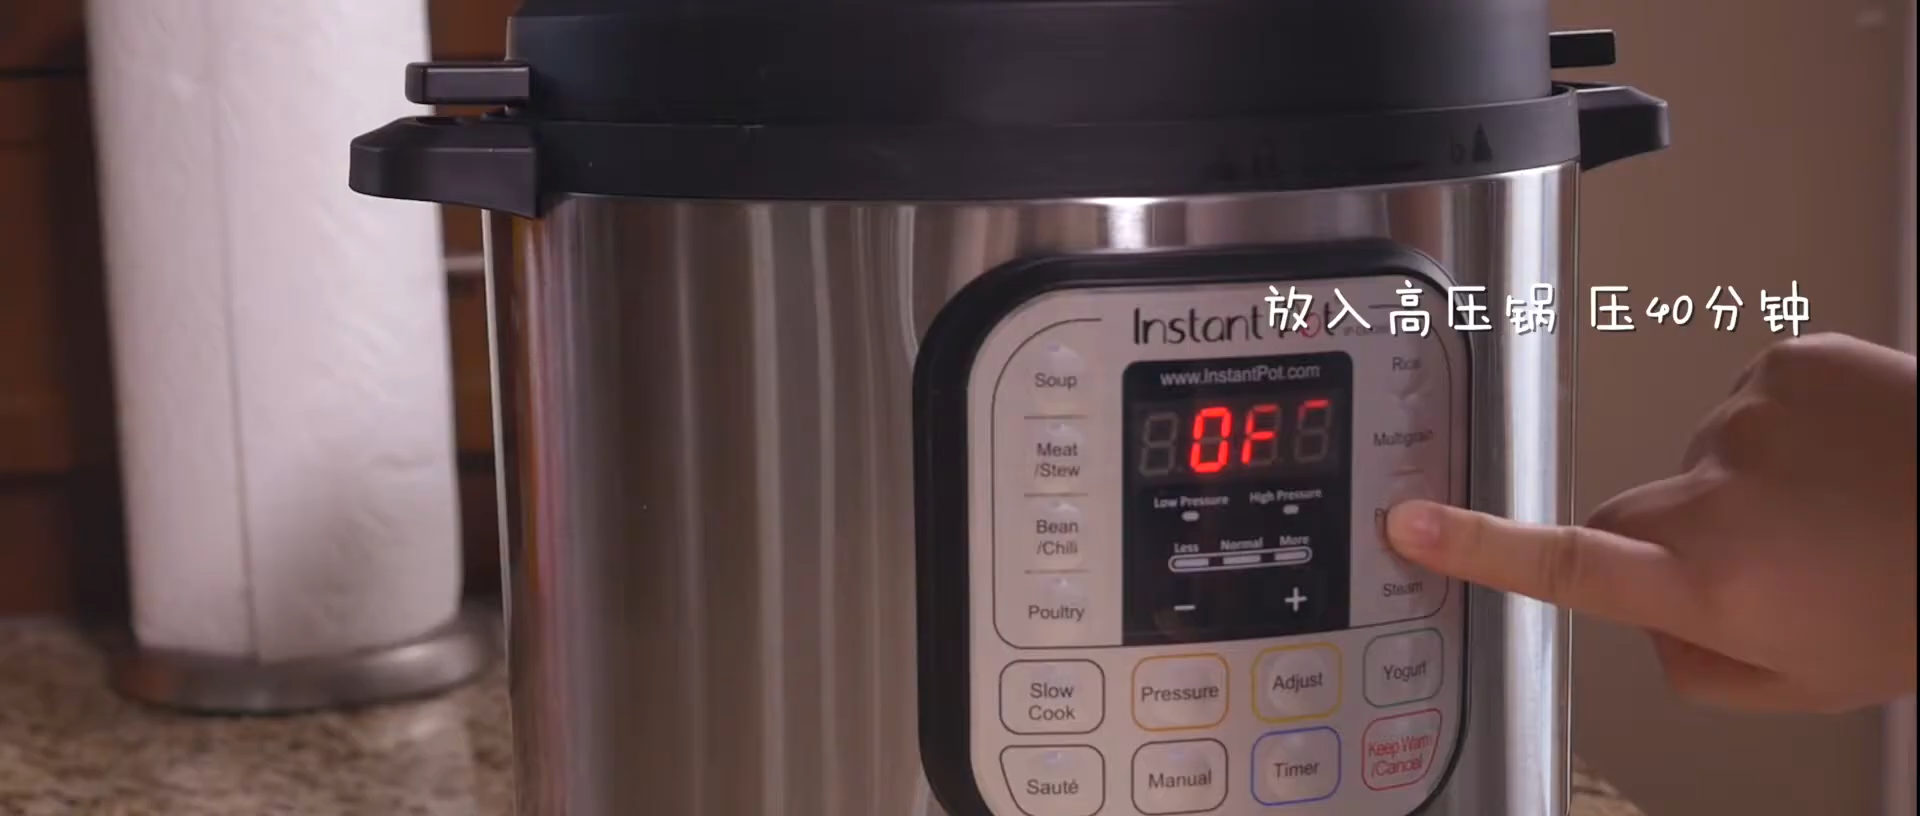 放入高压锅 压40分钟
Instant Pot
www.InstantPot.com
Soup
Meat
/Stew
Bean
/Chili
Poultry
OF
Low Pressure High Pressure
Less Normal More
− +
Rice
Multigrain
Steam
Slow
Cook
Pressure
Adjust
Yogurt
Sauté
Manual
Timer
Keep Warm
/Cancel